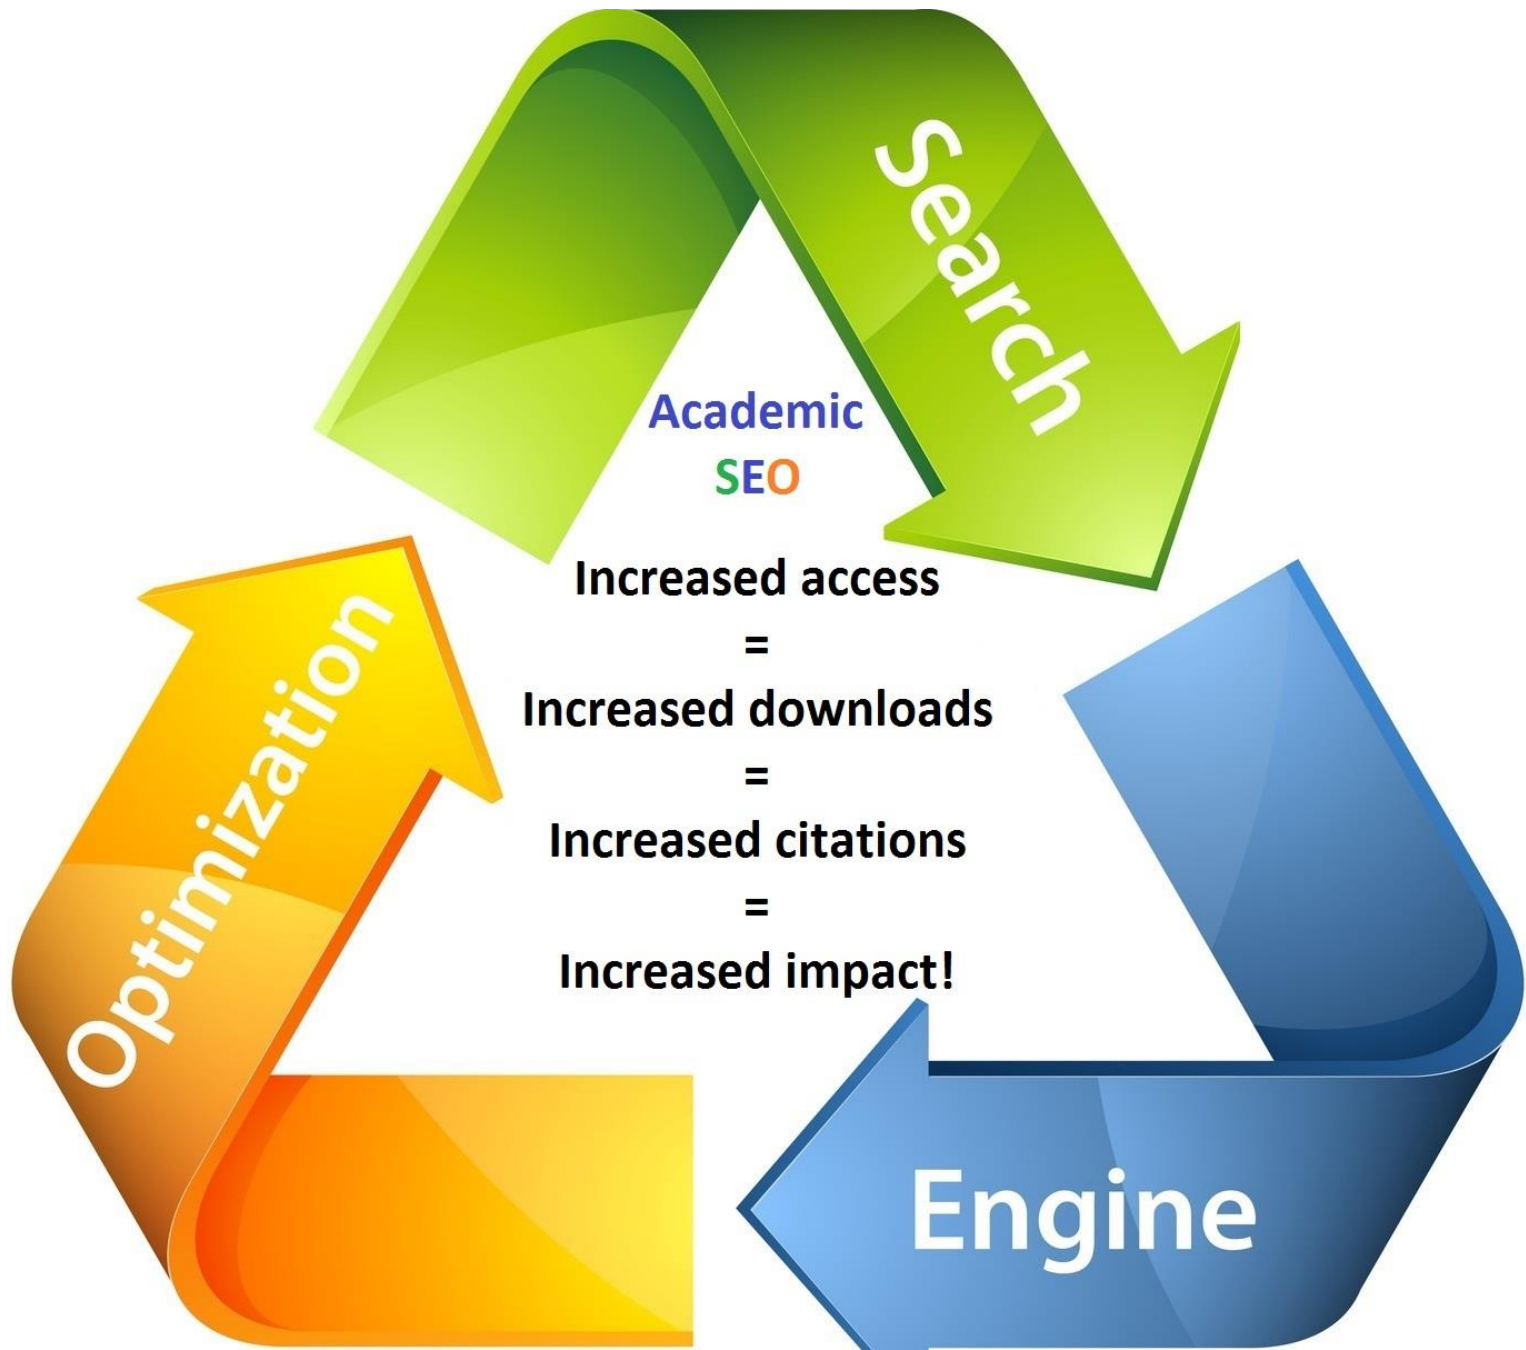 Search
Academic
SEO
Increased access
=
Increased downloads
=
Increased citations
=
Increased impact!
Optimization
Engine